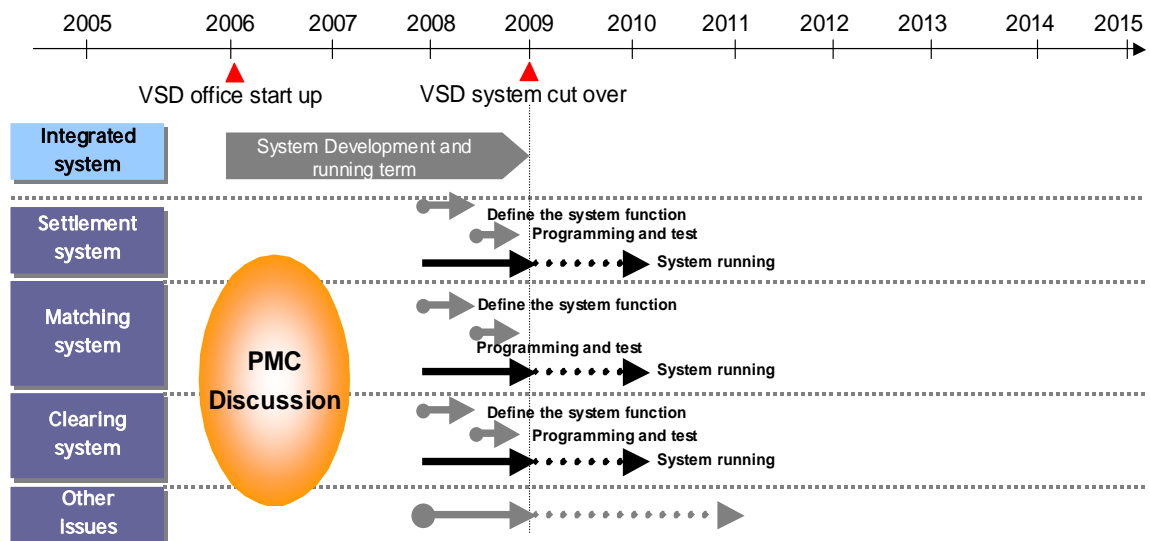 2005 2006 2007 2008 2009 2010 2011 2012 2013 2014 2015
VSD office start up
VSD system cut over
Integrated
system
System Development and
running term
Settlement
system
Define the system function
Programming and test
System running
Matching
system
Define the system function
Programming and test
System running
PMC
Discussion
Clearing
system
Define the system function
Programming and test
System running
Other
issues